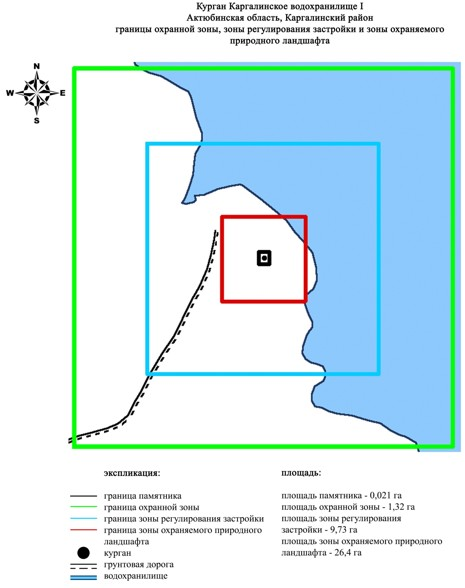 Курган Каргалинское водохранилище I
Актюбинская область, Каргалинский район
границы охранной зоны, зоны регулирования застройки и зоны охраняемого
природного ландшафта
N
W
E
S
экспликация:
граница памятника
граница охранной зоны
граница зоны регулирования застройки
граница зоны охраняемого природного
ландшафта
курган
грунтовая дорога
водохранилище
площадь:
площадь памятника - 0,021 га
площадь охранной зоны - 1,32 га
площадь зоны регулирования
застройки - 9,73 га
площадь зоны охраняемого природного
ландшафта - 26,4 га